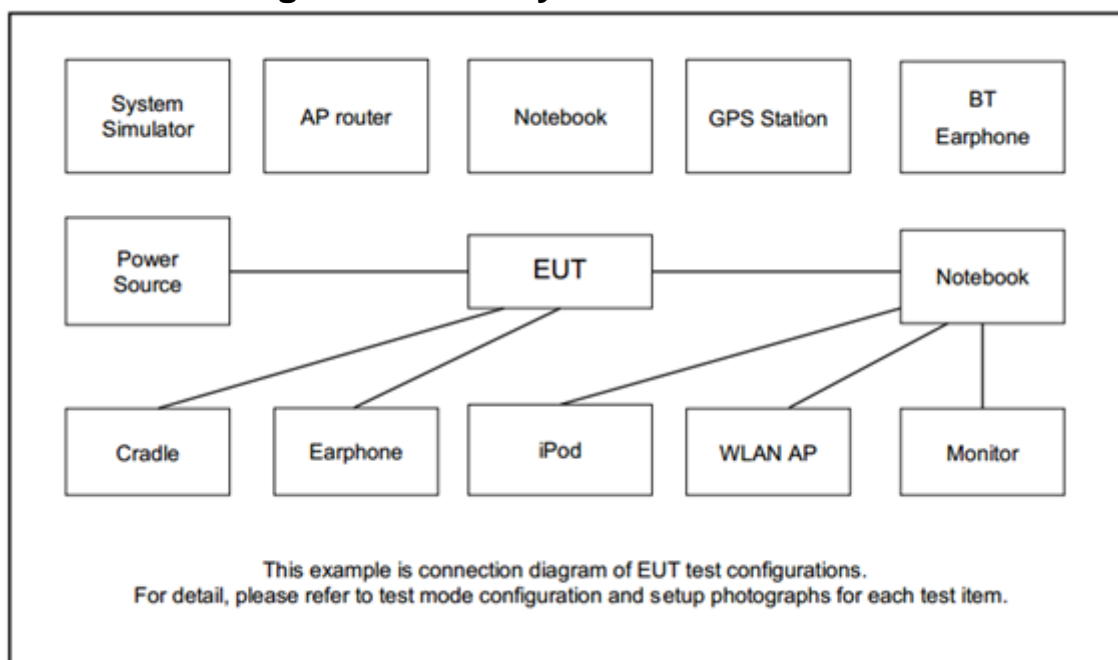 System
Simulator
AP router
Notebook
GPS Station
BT
Earphone
Power
Source
EUT
Notebook
Cradle
Earphone
iPod
WLAN AP
Monitor
This example is connection diagram of EUT test configurations.
For detail, please refer to test mode configuration and setup photographs for each test item.